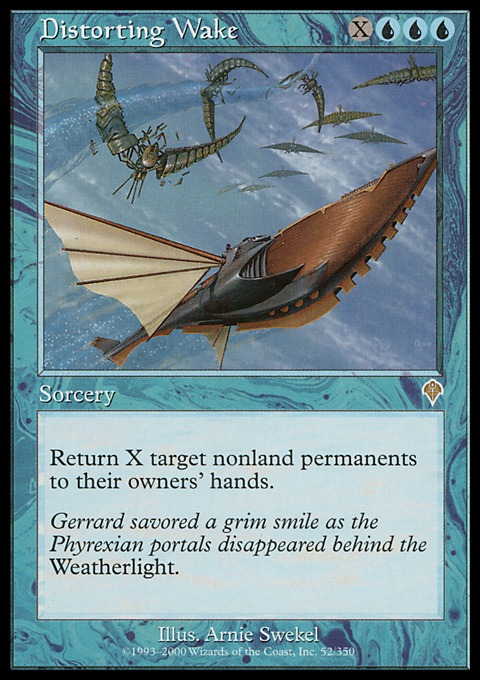 Distorting Wake X
Sorcery
Return X target nonland permanents
to their owners' hands.
Gerrard savored a grim smile as the
Phyrexian portals disappeared behind the
Weatherlight.
Illus. Arnie Swekel
©1993–2000 Wizards of the Coast, Inc. 52/350